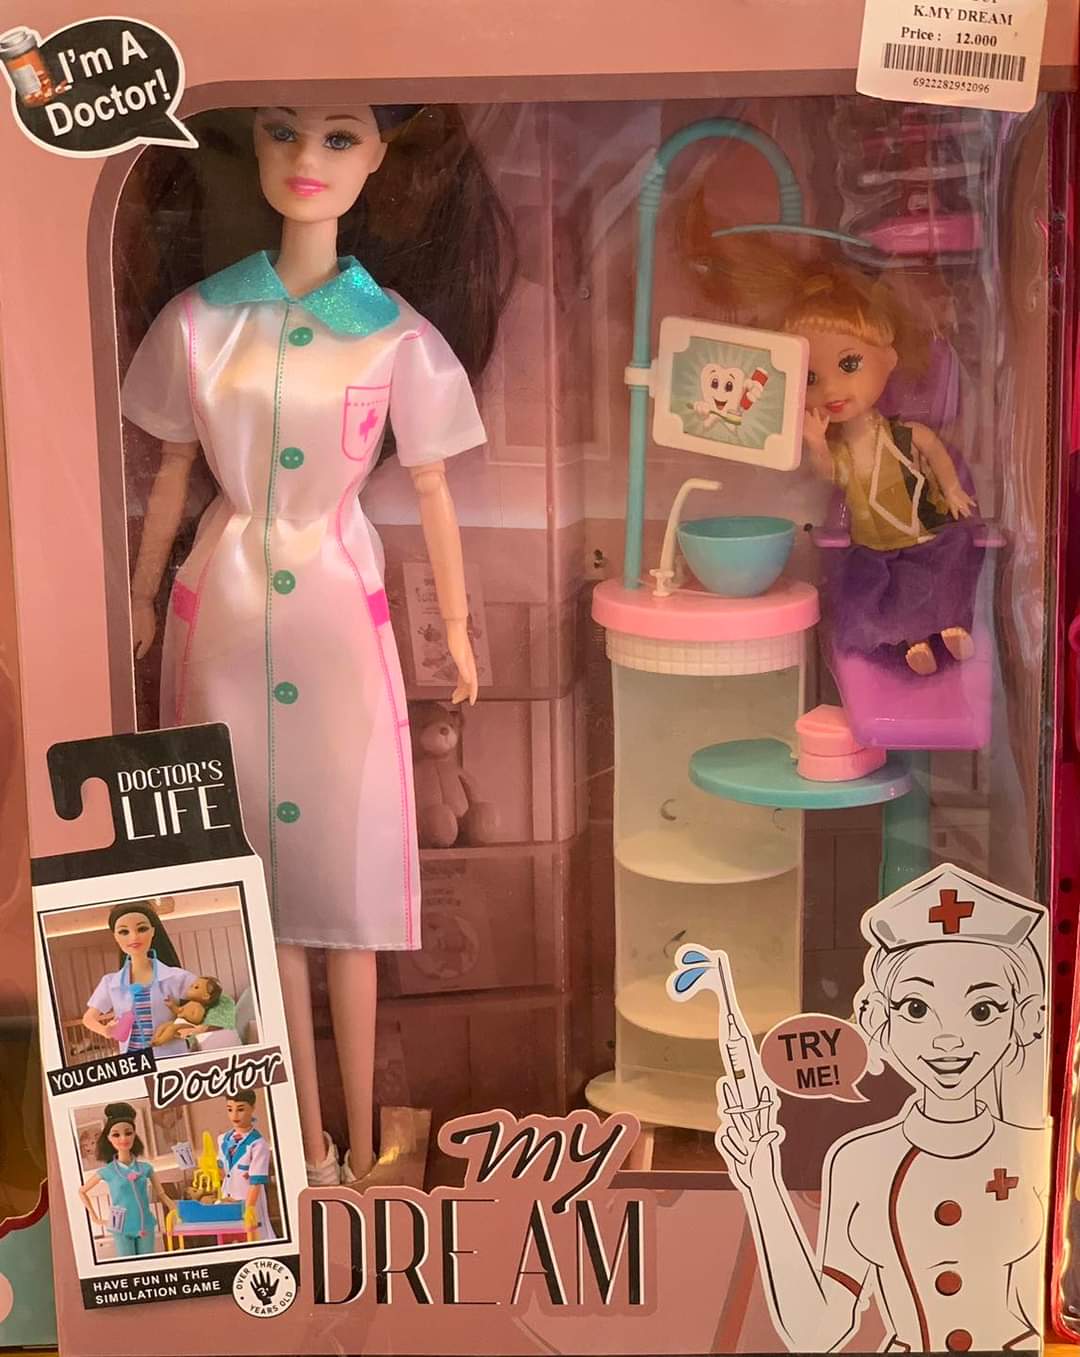 K.MY DREAM
Price : 12.000
6922282952096
I'm A
Doctor!
DOCTOR'S
LIFE
YOU CAN BE A
Doctor
HAVE FUN IN THE
SIMULATION GAME
OVER THREE
3+
YEARS OLD
TRY
ME!
My
DREAM